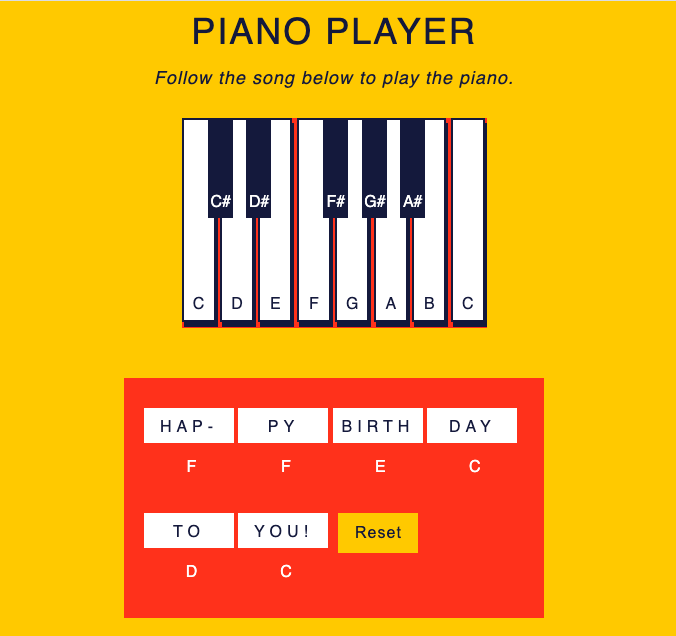 PIANO PLAYER
Follow the song below to play the piano.
C# D# F# G# A#
C D E F G A B C
HAP- PY BIRTH DAY
F F E C
TO YOU! Reset
D C